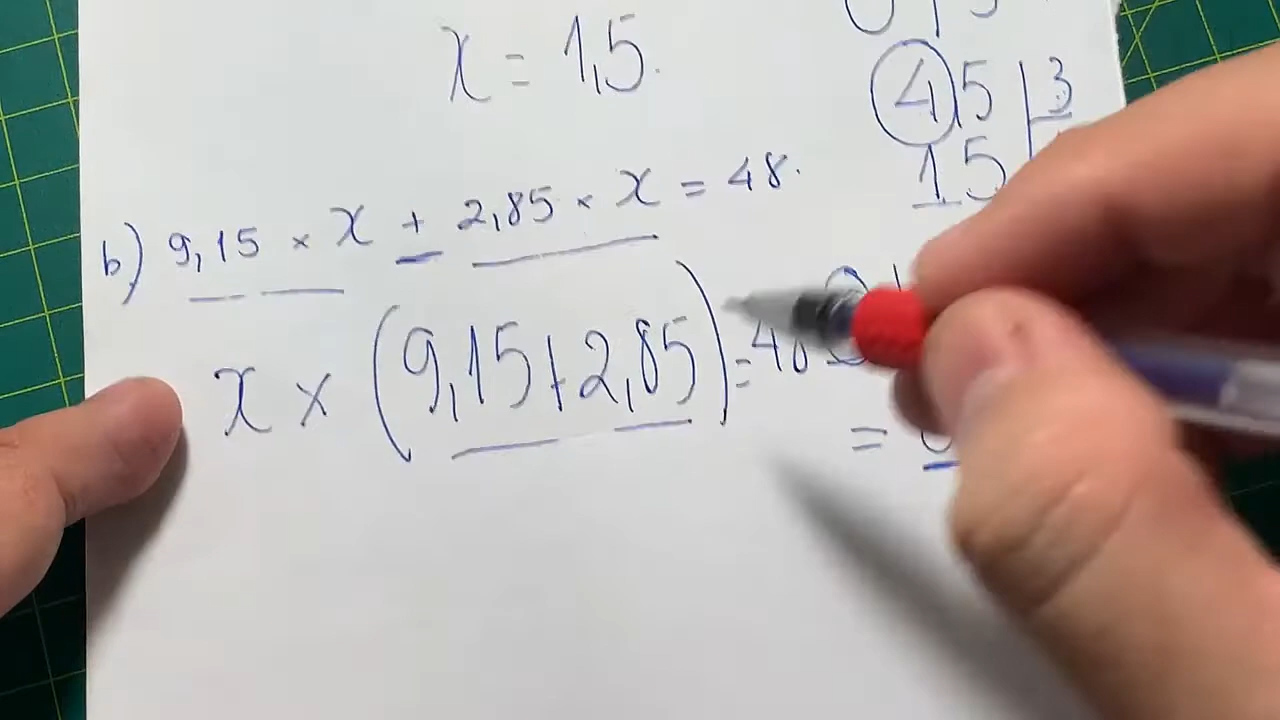 x = 1,5.
45 | 3
15
b) 9,15 × x + 2,85 × x = 48.
x × (9,15 + 2,85) = 48
=